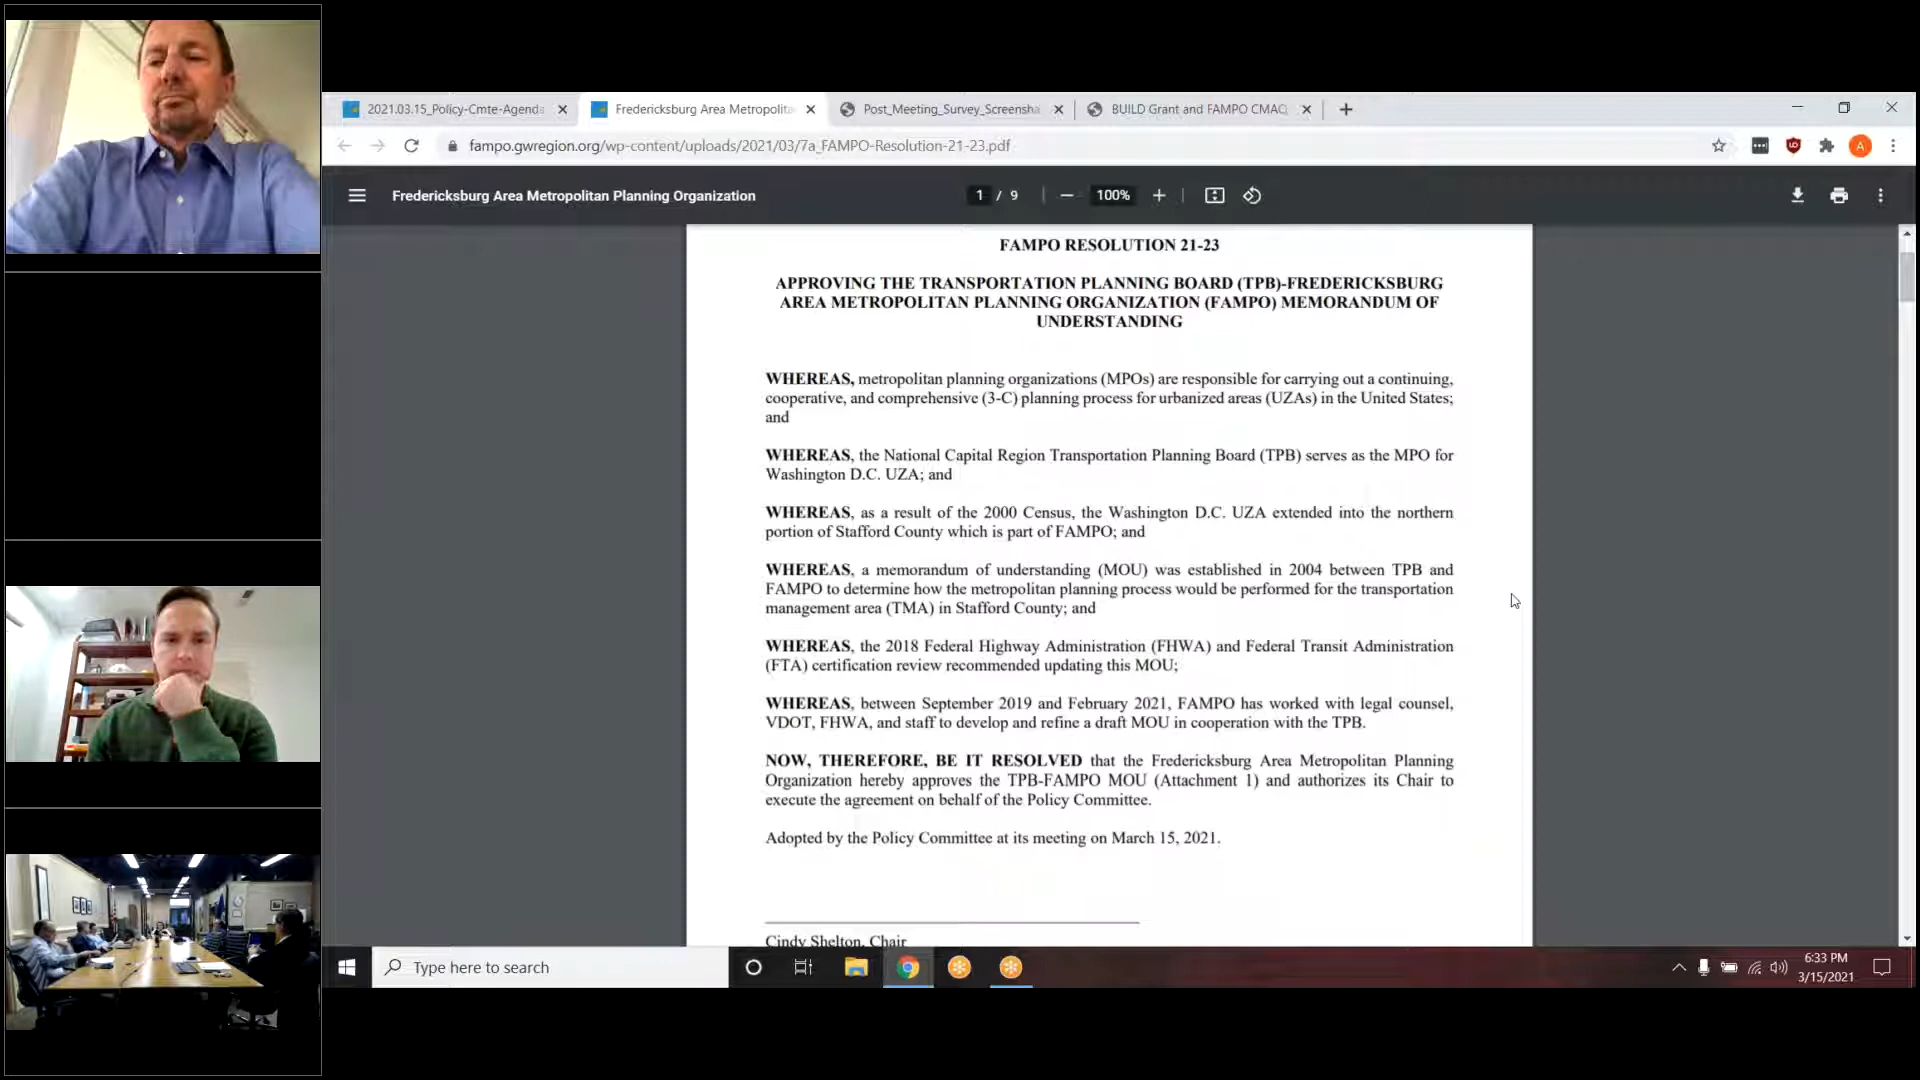 2021.03.15_Policy-Cmte-Agenda
Fredericksburg Area Metropolita
Post_Meeting_Survey_Screensha
BUILD Grant and FAMPO CMAQ
fampo.gwregion.org/wp-content/uploads/2021/03/7a_FAMPO-Resolution-21-23.pdf
A
Fredericksburg Area Metropolitan Planning Organization
1 / 9
100%
FAMPO RESOLUTION 21-23
APPROVING THE TRANSPORTATION PLANNING BOARD (TPB)-FREDERICKSBURG
AREA METROPOLITAN PLANNING ORGANIZATION (FAMPO) MEMORANDUM OF
UNDERSTANDING
WHEREAS, metropolitan planning organizations (MPOs) are responsible for carrying out a continuing,
cooperative, and comprehensive (3-C) planning process for urbanized areas (UZAs) in the United States;
and
WHEREAS, the National Capital Region Transportation Planning Board (TPB) serves as the MPO for
Washington D.C. UZA; and
WHEREAS, as a result of the 2000 Census, the Washington D.C. UZA extended into the northern
portion of Stafford County which is part of FAMPO; and
WHEREAS, a memorandum of understanding (MOU) was established in 2004 between TPB and
FAMPO to determine how the metropolitan planning process would be performed for the transportation
management area (TMA) in Stafford County; and
WHEREAS, the 2018 Federal Highway Administration (FHWA) and Federal Transit Administration
(FTA) certification review recommended updating this MOU;
WHEREAS, between September 2019 and February 2021, FAMPO has worked with legal counsel,
VDOT, FHWA, and staff to develop and refine a draft MOU in cooperation with the TPB.
NOW, THEREFORE, BE IT RESOLVED that the Fredericksburg Area Metropolitan Planning
Organization hereby approves the TPB-FAMPO MOU (Attachment 1) and authorizes its Chair to
execute the agreement on behalf of the Policy Committee.
Adopted by the Policy Committee at its meeting on March 15, 2021.
Cindy Shelton, Chair
Type here to search
6:33 PM
3/15/2021